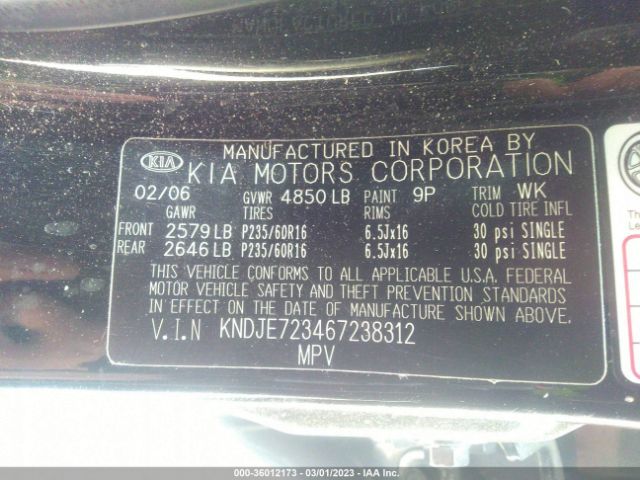 MANUFACTURED IN KOREA BY
KIA KIA MOTORS CORPORATION
02/06 GVWR 4850 LB PAINT 9P TRIM WK
GAWR TIRES RIMS COLD TIRE INFL
FRONT 2579 LB P235/60R16 6.5Jx16 30 psi SINGLE
REAR 2646 LB P235/60R16 6.5Jx16 30 psi SINGLE
THIS VEHICLE CONFORMS TO ALL APPLICABLE U.S.A. FEDERAL
MOTOR VEHICLE SAFETY AND THEFT PREVENTION STANDARDS
IN EFFECT ON THE DATE OF MANUFACTURE SHOWN ABOVE.
V.I.N KNDJE723467238312
MPV
000-36012173 - 03/01/2023 - IAA Inc.